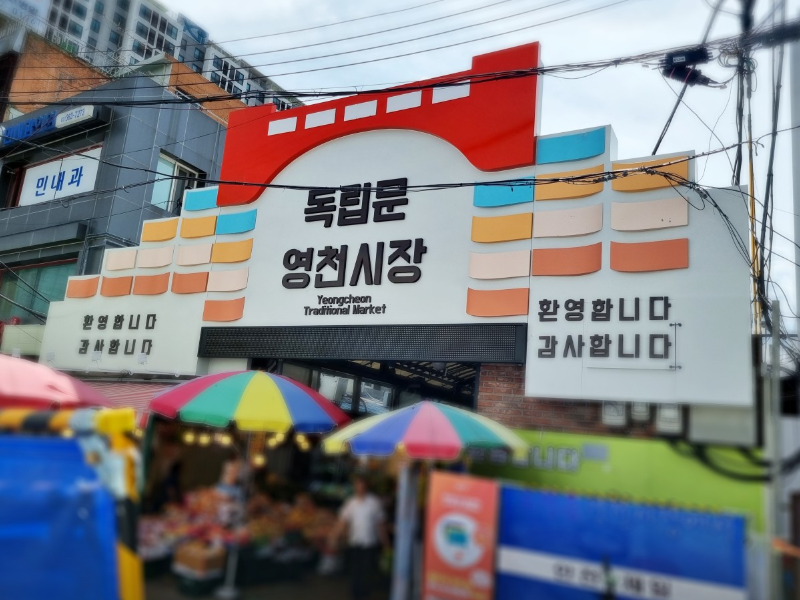 민내과
독립문
영천시장
Yeongcheon
Traditional Market
환영합니다
감사합니다
환영합니다
감사합니다